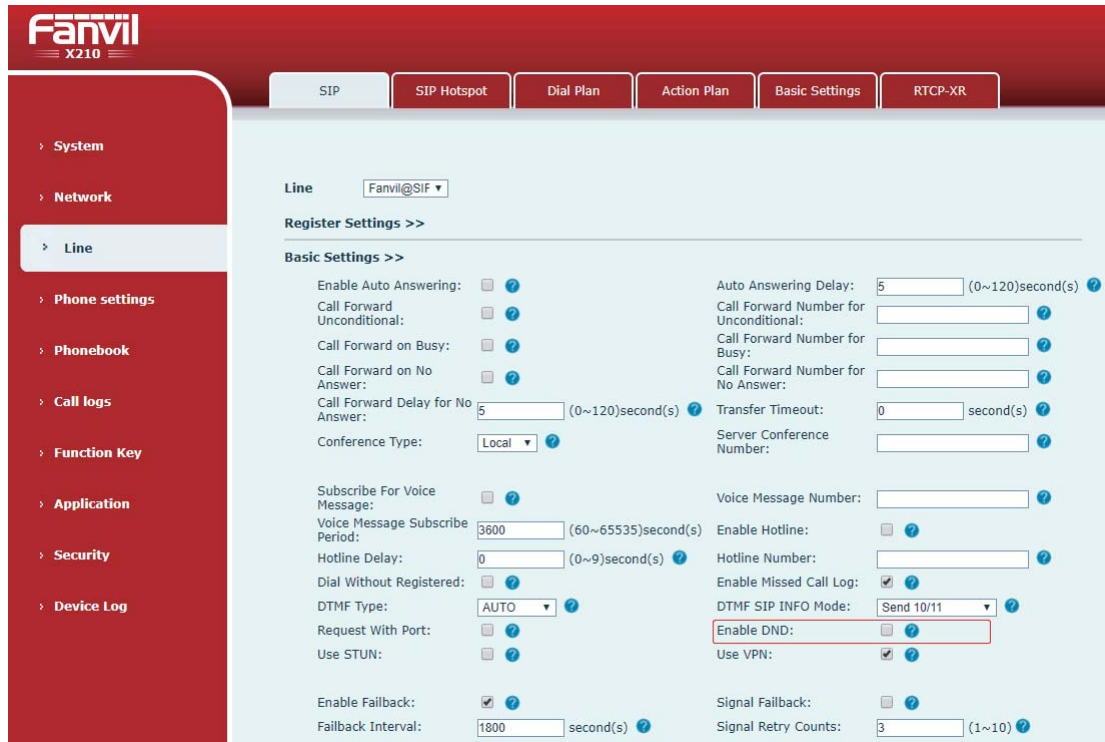 Fanvil
X210
SIP SIP Hotspot Dial Plan Action Plan Basic Settings RTCP-XR
› System
› Network
› Line
› Phone settings
› Phonebook
› Call logs
› Function Key
› Application
› Security
› Device Log
Line Fanvil@SIF ▾
Register Settings >>
Basic Settings >>
Enable Auto Answering: ? Auto Answering Delay: 5 (0~120)second(s) ?
Call Forward Unconditional: ? Call Forward Number for Unconditional: ?
Call Forward on Busy: ? Call Forward Number for Busy: ?
Call Forward on No Answer: ? Call Forward Number for No Answer: ?
Call Forward Delay for No Answer: 5 (0~120)second(s) ? Transfer Timeout: 0 second(s) ?
Conference Type: Local ▾ ? Server Conference Number: ?
Subscribe For Voice Message: ? Voice Message Number: ?
Voice Message Subscribe Period: 3600 (60~65535)second(s) Enable Hotline: ?
Hotline Delay: 0 (0~9)second(s) ? Hotline Number: ?
Dial Without Registered: ? Enable Missed Call Log: ✔ ?
DTMF Type: AUTO ▾ ? DTMF SIP INFO Mode: Send 10/11 ▾ ?
Request With Port: ? Enable DND: ?
Use STUN: ? Use VPN: ✔ ?
Enable Failback: ✔ ? Signal Failback: ?
Failback Interval: 1800 second(s) ? Signal Retry Counts: 3 (1~10) ?